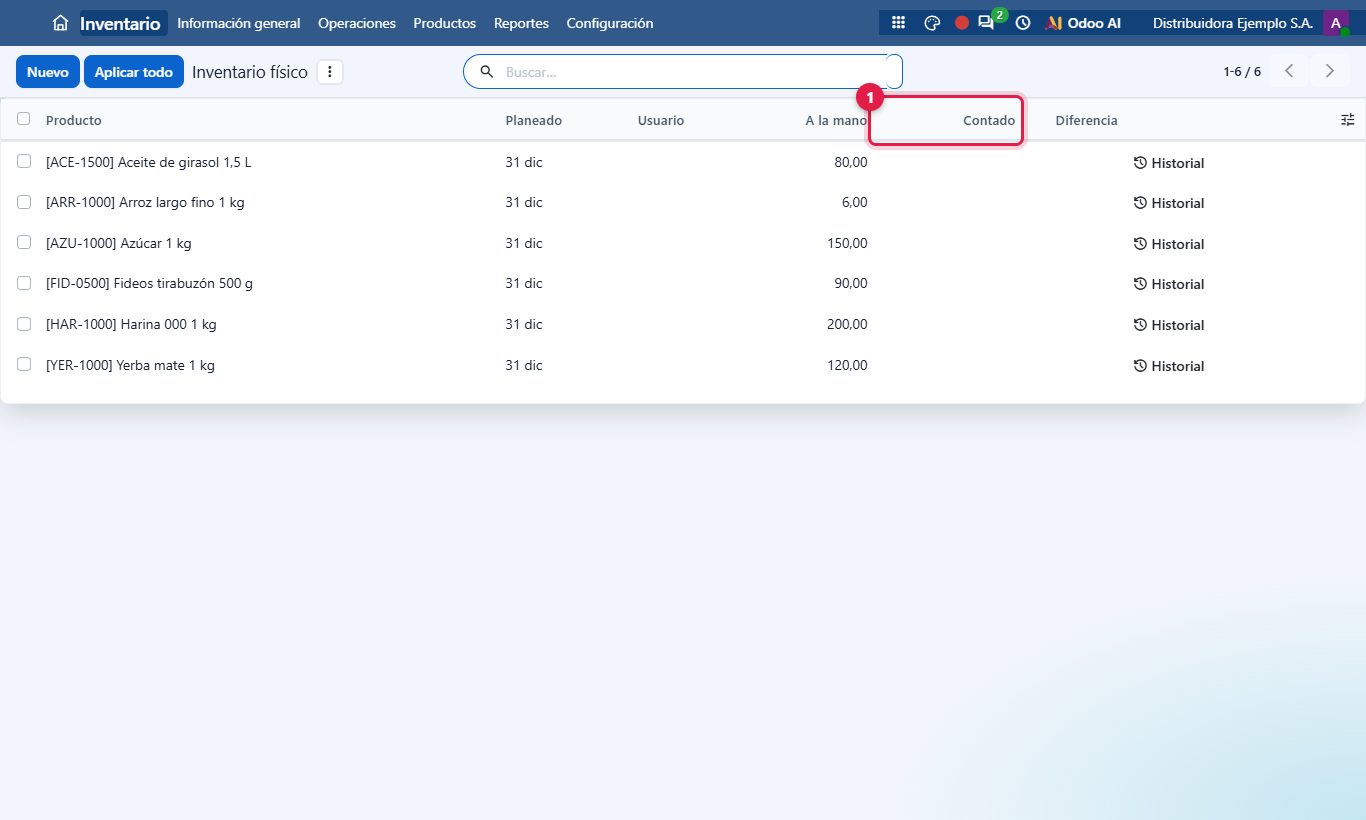 Inventario Información general Operaciones Productos Reportes Configuración 2 Odoo AI Distribuidora Ejemplo S.A. A
Nuevo Aplicar todo Inventario físico Buscar... 1-6 / 6
1
Producto Planeado Usuario A la mano Contado Diferencia
[ACE-1500] Aceite de girasol 1,5 L 31 dic 80,00 Historial
[ARR-1000] Arroz largo fino 1 kg 31 dic 6,00 Historial
[AZU-1000] Azúcar 1 kg 31 dic 150,00 Historial
[FID-0500] Fideos tirabuzón 500 g 31 dic 90,00 Historial
[HAR-1000] Harina 000 1 kg 31 dic 200,00 Historial
[YER-1000] Yerba mate 1 kg 31 dic 120,00 Historial